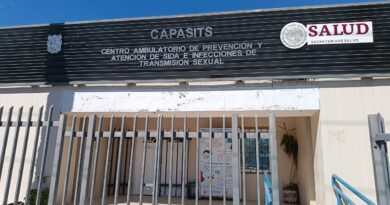 CAPASITS
CENTRO AMBULATORIO DE PREVENCIÓN Y
ATENCIÓN DE SIDA E INFECCIONES DE
TRANSMISIÓN SEXUAL
SALUD
SECRETARÍA DE SALUD